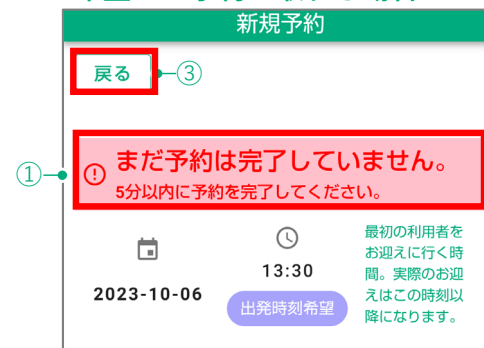 新規予約
戻る
③
①
まだ予約は完了していません。
5分以内に予約を完了してください。
2023-10-06
13:30
出発時刻希望
最初の利用者を
お迎えに行く時
間。実際のお迎
えはこの時刻以
降になります。